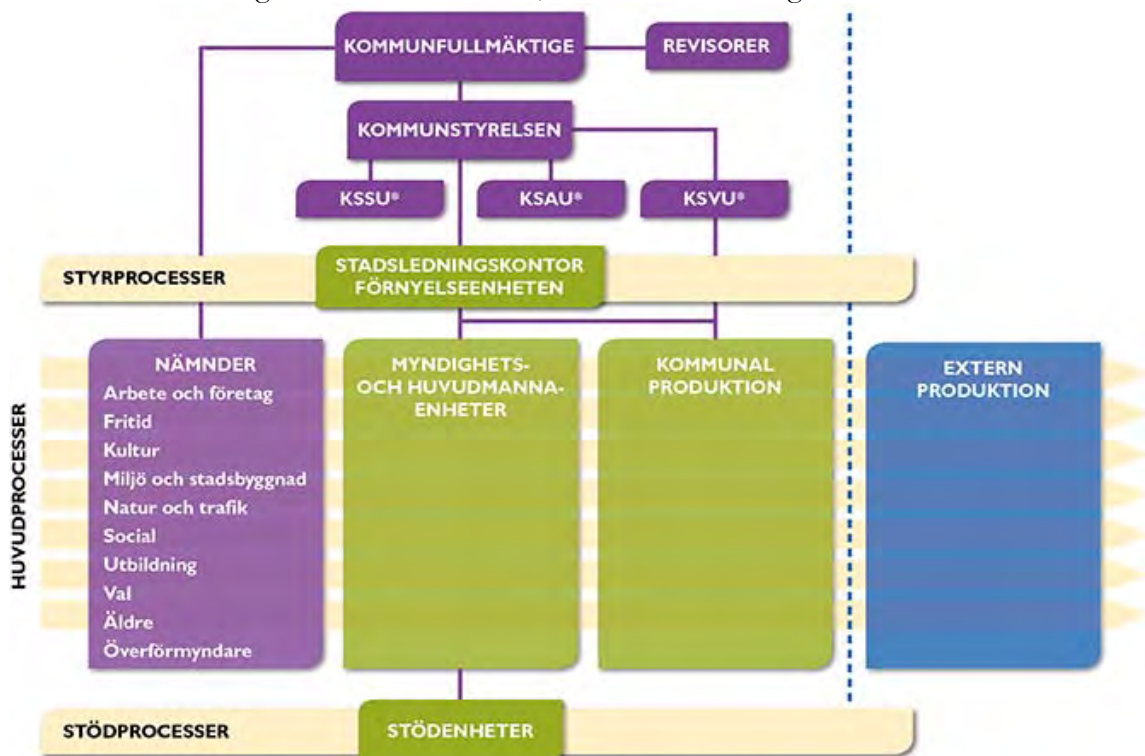 KOMMUNFULLMÄKTIGE
REVISORER
KOMMUNSTYRELSEN
KSSU*
KSAU*
KSVU*
STYRPROCESSER
STADSLEDNINGSKONTOR
FÖRNYELSEENHETEN
HUVUDPROCESSER
NÄMNDER
Arbete och företag
Fritid
Kultur
Miljö och stadsbyggnad
Natur och trafik
Social
Utbildning
Val
Äldre
Överförmyndare
MYNDIGHETS-
OCH HUVUDMANNA-
ENHETER
KOMMUNAL
PRODUKTION
EXTERN
PRODUKTION
STÖDPROCESSER
STÖDENHETER